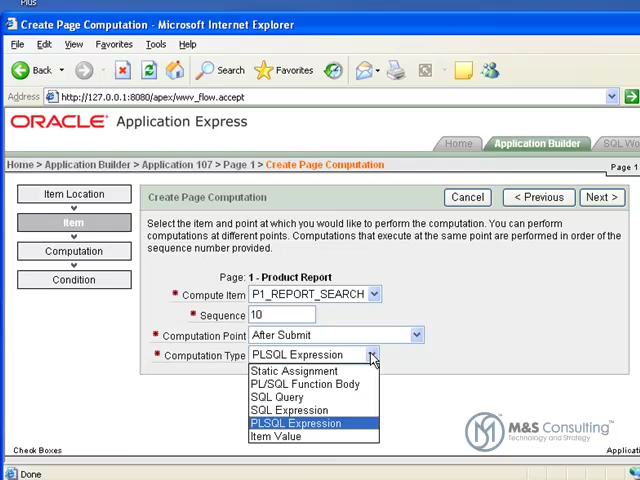 Plus
Create Page Computation - Microsoft Internet Explorer
File Edit View Favorites Tools Help
Back Search Favorites
Address http://127.0.0.1:8080/apex/wwv_flow.accept
ORACLE Application Express
Home Application Builder SQL Wo
Home > Application Builder > Application 107 > Page 1 > Create Page Computation
Page 1
Item Location
Item
Computation
Condition
Create Page Computation Cancel < Previous Next >
Select the item and point at which you would like to perform the computation. You can perform
computations at different points. Computations that execute at the same point are performed in order of the
sequence number provided.
Page: 1 - Product Report
* Compute Item P1_REPORT_SEARCH
* Sequence 10
* Computation Point After Submit
* Computation Type PLSQL Expression
Static Assignment
PL/SQL Function Body
SQL Query
SQL Expression
PLSQL Expression
Item Value
M&S Consulting
Technology and Strategy
Check Boxes
Applicati
Done